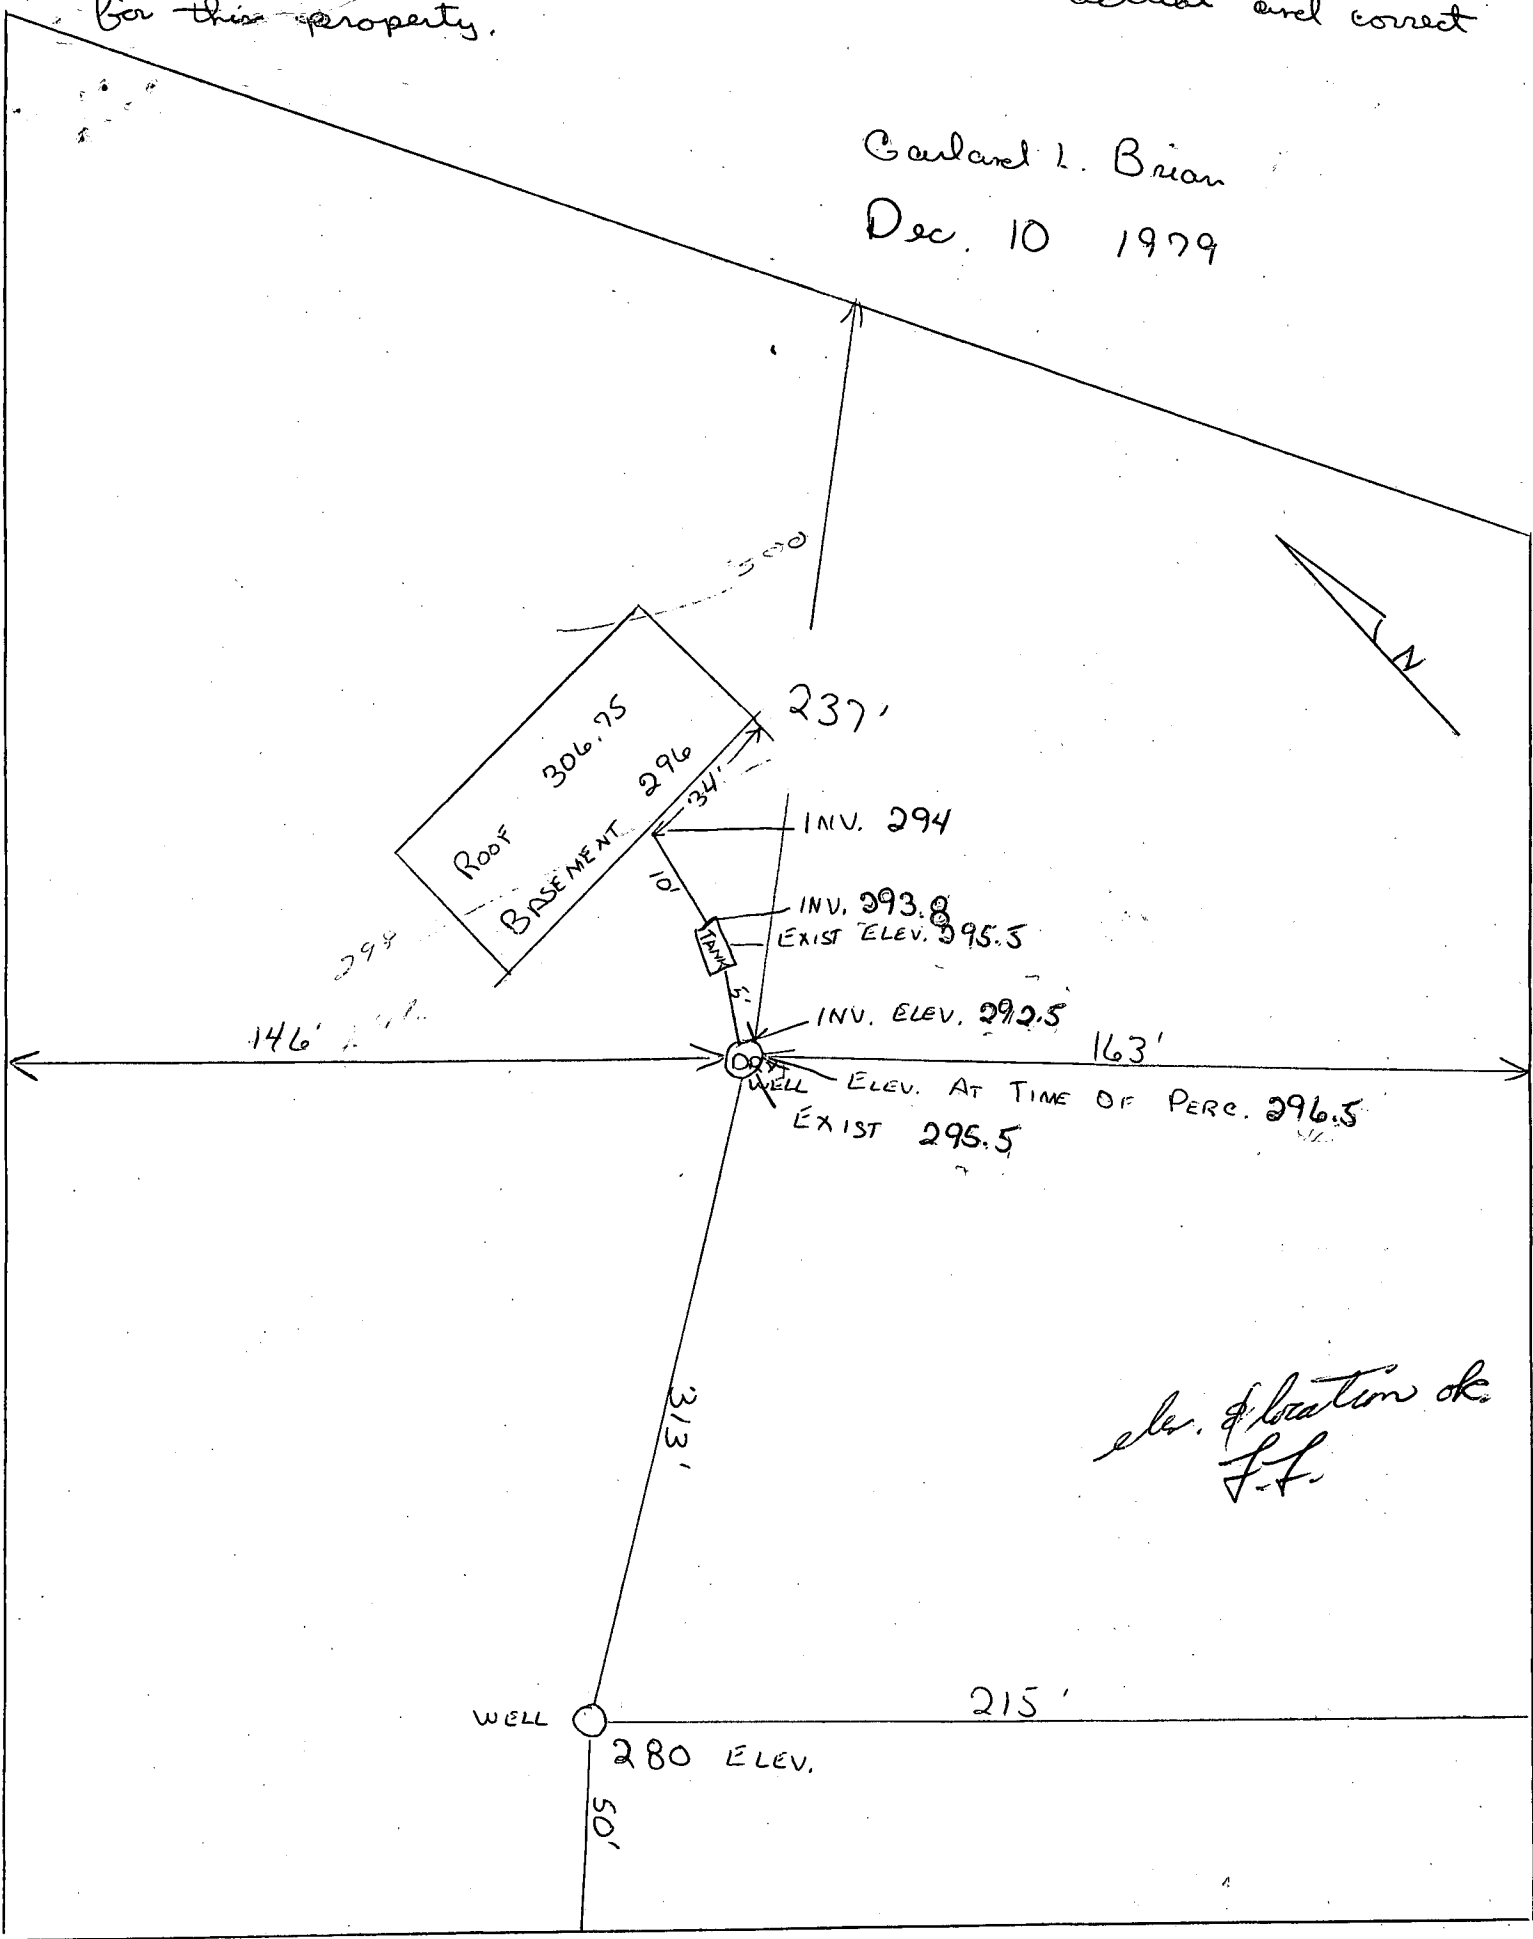 for this property.
and correct
Garland L. Brian
Dec. 10 1979
300
237'
N
ROOF 306.75
BASEMENT 296
34'
INV. 294
10'
INV. 293.8
TANK
EXIST ELEV. 295.5
5'
298
INV. ELEV. 292.5
146'
163'
DRY
WELL
ELEV. AT TIME OF PERC. 296.5
EXIST 295.5
313'
elev. & location ok.
J.F.
WELL
215'
280 ELEV.
50'